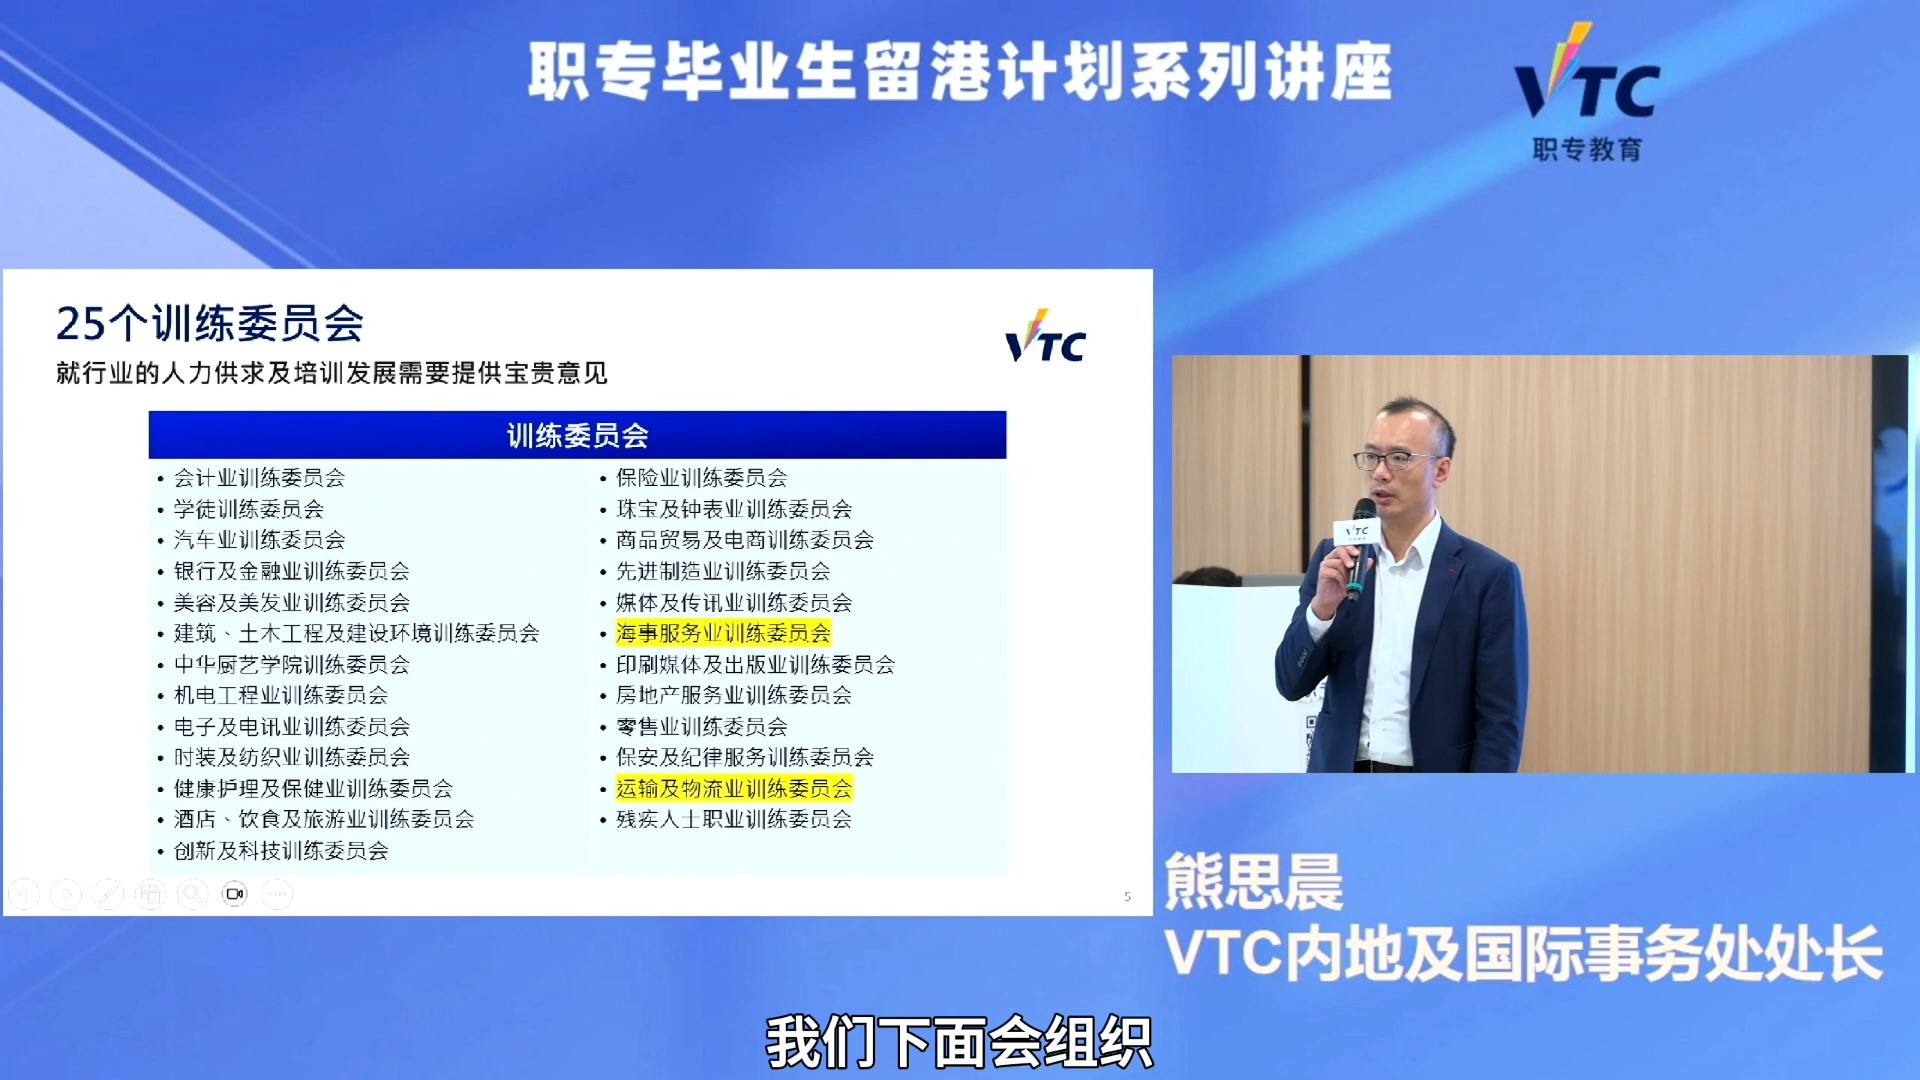 职专毕业生留港计划系列讲座
VTC
职专教育
25个训练委员会
就行业的人力供求及培训发展需要提供宝贵意见
VTC
训练委员会
• 会计业训练委员会
• 学徒训练委员会
• 汽车业训练委员会
• 银行及金融业训练委员会
• 美容及美发业训练委员会
• 建筑、土木工程及建设环境训练委员会
• 中华厨艺学院训练委员会
• 机电工程业训练委员会
• 电子及电讯业训练委员会
• 时装及纺织业训练委员会
• 健康护理及保健业训练委员会
• 酒店、饮食及旅游业训练委员会
• 创新及科技训练委员会
• 保险业训练委员会
• 珠宝及钟表业训练委员会
• 商品贸易及电商训练委员会
• 先进制造业训练委员会
• 媒体及传讯业训练委员会
• 海事服务业训练委员会
• 印刷媒体及出版业训练委员会
• 房地产服务业训练委员会
• 零售业训练委员会
• 保安及纪律服务训练委员会
• 运输及物流业训练委员会
• 残疾人士职业训练委员会
5
VTC
熊思晨
VTC内地及国际事务处处长
我们下面会组织